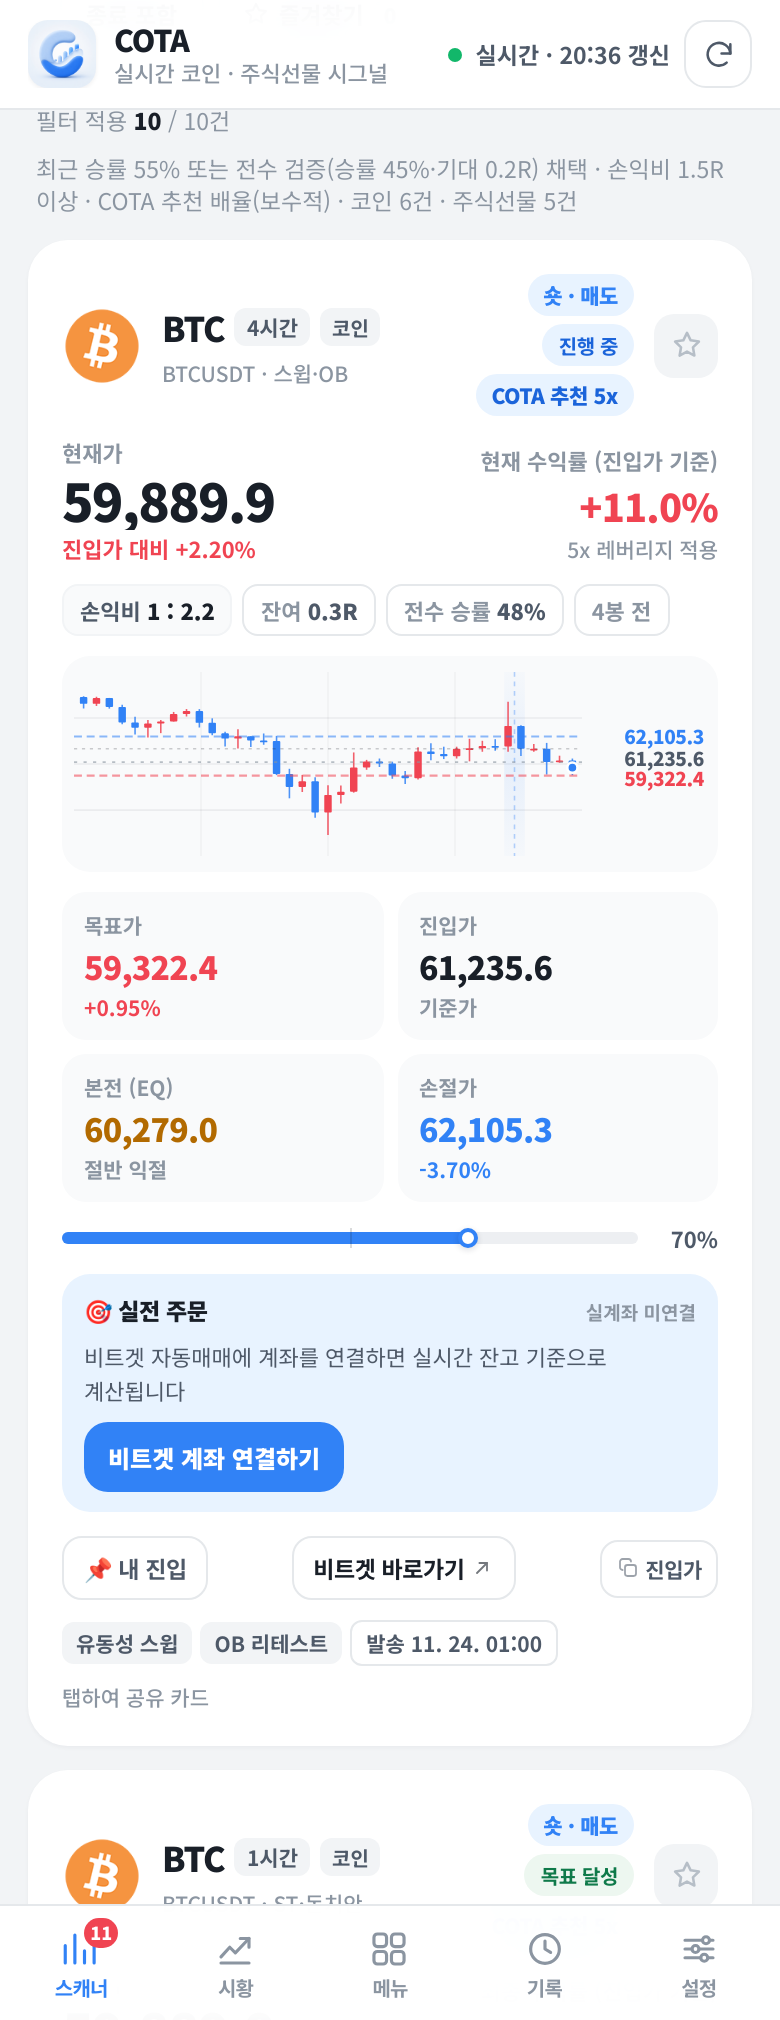 COTA
실시간 코인 · 주식선물 시그널
실시간 · 20:36 갱신
필터 적용 10 / 10건
최근 승률 55% 또는 전수 검증(승률 45%·기대 0.2R) 채택 · 손익비 1.5R
이상 · COTA 추천 배율(보수적) · 코인 6건 · 주식선물 5건
BTC 4시간 코인
BTCUSDT · 스윕·OB
숏 · 매도
진행 중
COTA 추천 5x
현재가
59,889.9
진입가 대비 +2.20%
현재 수익률 (진입가 기준)
+11.0%
5x 레버리지 적용
손익비 1 : 2.2 잔여 0.3R 전수 승률 48% 4봉 전
62,105.3
61,235.6
59,322.4
목표가
59,322.4
+0.95%
진입가
61,235.6
기준가
본전 (EQ)
60,279.0
절반 익절
손절가
62,105.3
-3.70%
70%
🎯 실전 주문 실계좌 미연결
비트겟 자동매매에 계좌를 연결하면 실시간 잔고 기준으로
계산됩니다
비트겟 계좌 연결하기
📌 내 진입 비트겟 바로가기 ↗ 진입가
유동성 스윕 OB 리테스트 발송 11. 24. 01:00
탭하여 공유 카드
BTC 1시간 코인
숏 · 매도
목표 달성
11
스캐너 시황 메뉴 기록 설정